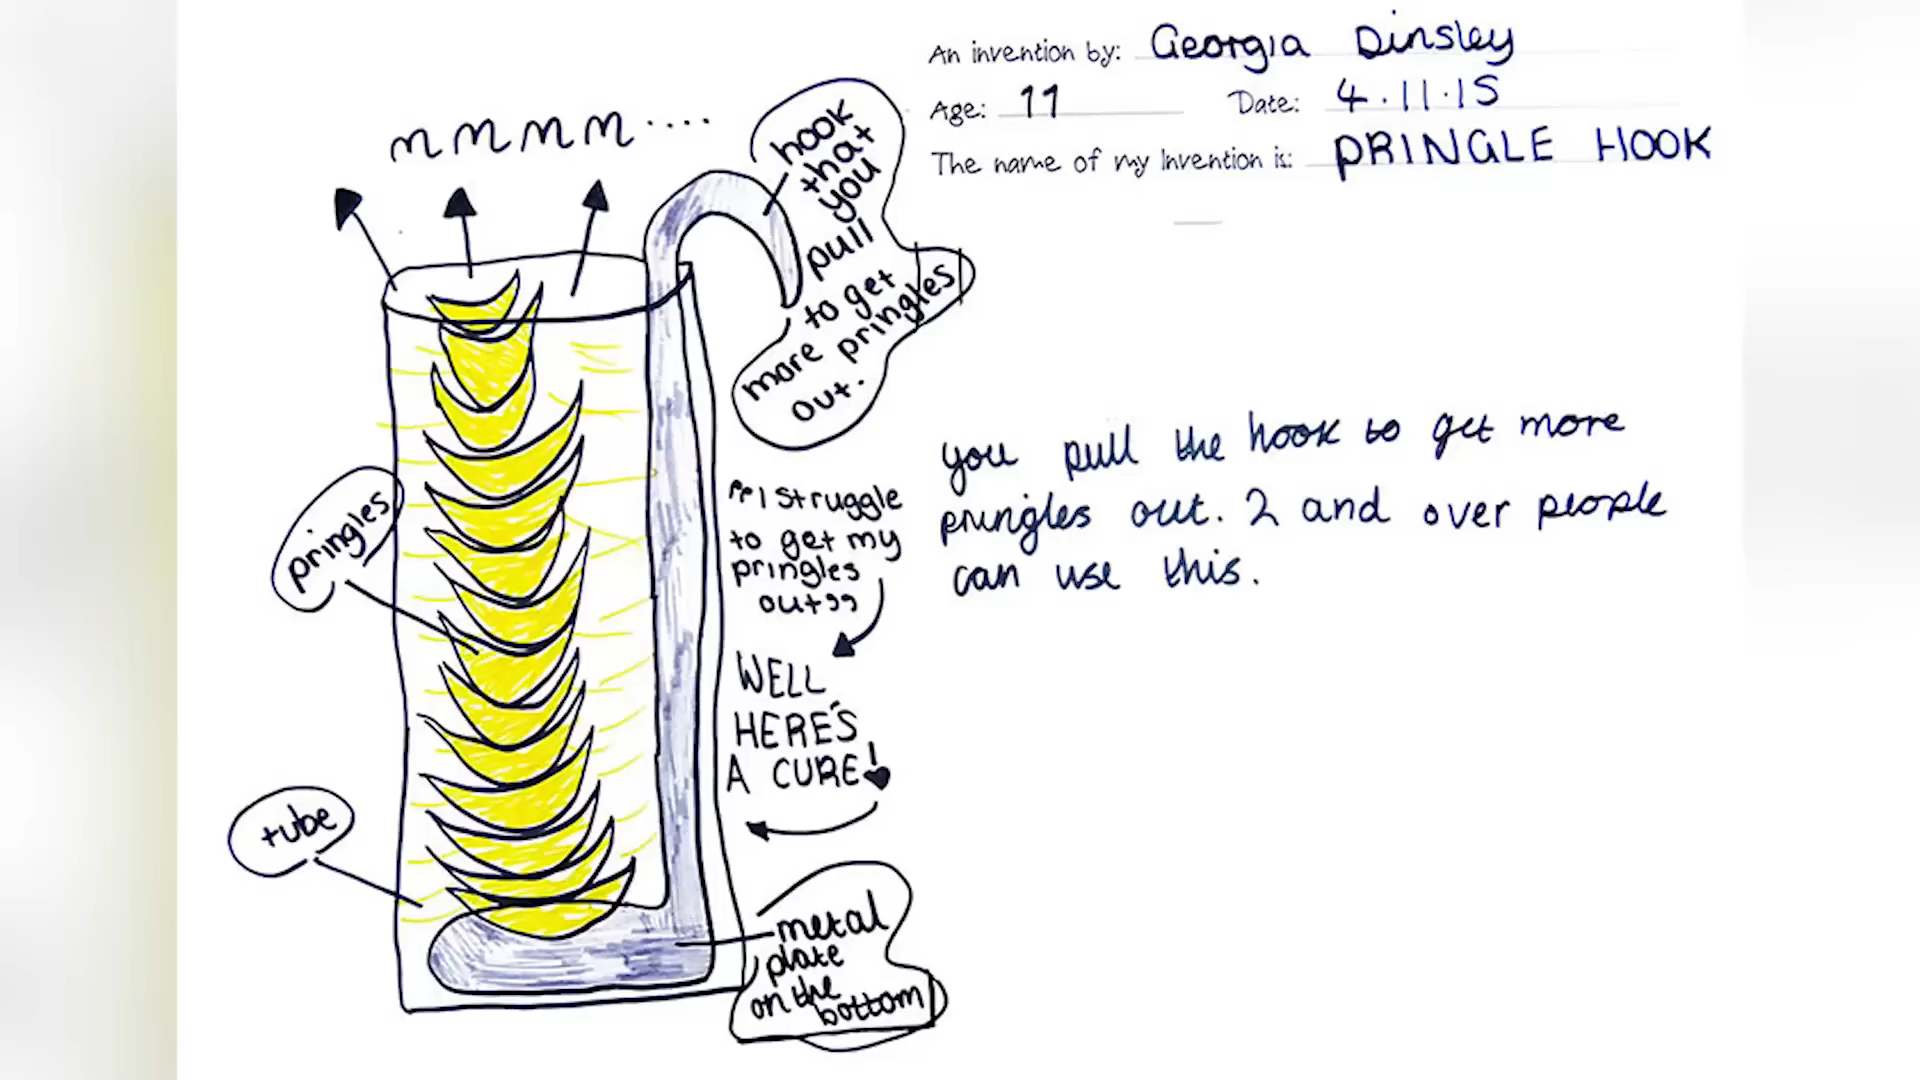 An invention by: Georgia Dinsley
Age: 11 Date: 4.11.15
The name of my Invention is: PRINGLE HOOK
mmmm....
hook
that
you
pull
to get
more pringles
out.
pringles
"I struggle
to get my
pringles
out"
WELL
HERE'S
A CURE!
tube
metal
plate
on the
bottom
you pull the hook to get more
pringles out. 2 and over people
can use this.